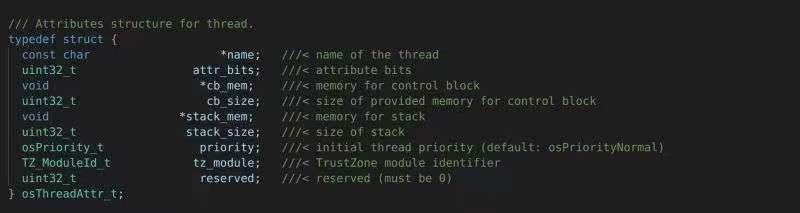 /// Attributes structure for thread.
typedef struct {
  const char                   *name;   ///< name of the thread
  uint32_t                 attr_bits;   ///< attribute bits
  void                      *cb_mem;   ///< memory for control block
  uint32_t                   cb_size;   ///< size of provided memory for control block
  void                   *stack_mem;   ///< memory for stack
  uint32_t                stack_size;   ///< size of stack
  osPriority_t              priority;   ///< initial thread priority (default: osPriorityNormal)
  TZ_ModuleId_t            tz_module;   ///< TrustZone module identifier
  uint32_t                  reserved;   ///< reserved (must be 0)
} osThreadAttr_t;